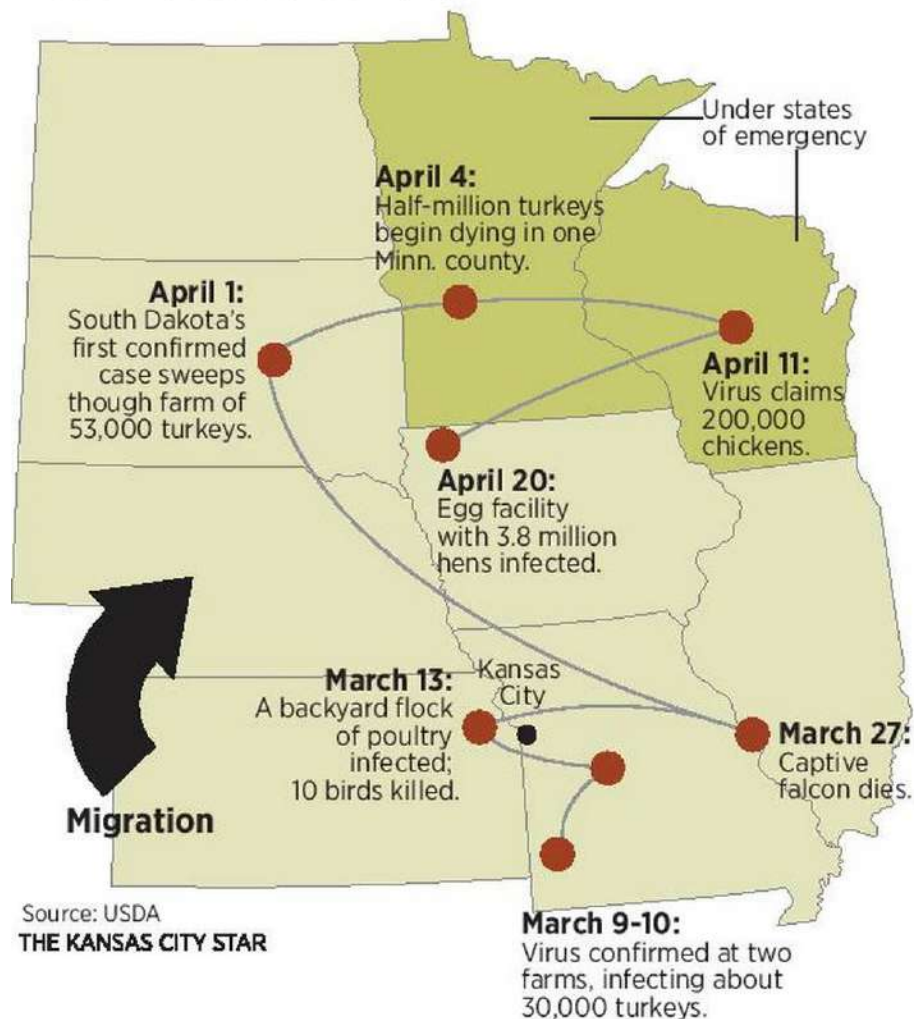 Under states
of emergency
April 4:
Half-million turkeys
begin dying in one
Minn. county.
April 1:
South Dakota's
first confirmed
case sweeps
though farm of
53,000 turkeys.
April 11:
Virus claims
200,000
chickens.
April 20:
Egg facility
with 3.8 million
hens infected.
Kansas
City
March 13:
A backyard flock
of poultry
infected;
10 birds killed.
March 27:
Captive
falcon dies.
Migration
March 9-10:
Virus confirmed at two
farms, infecting about
30,000 turkeys.
Source: USDA
THE KANSAS CITY STAR